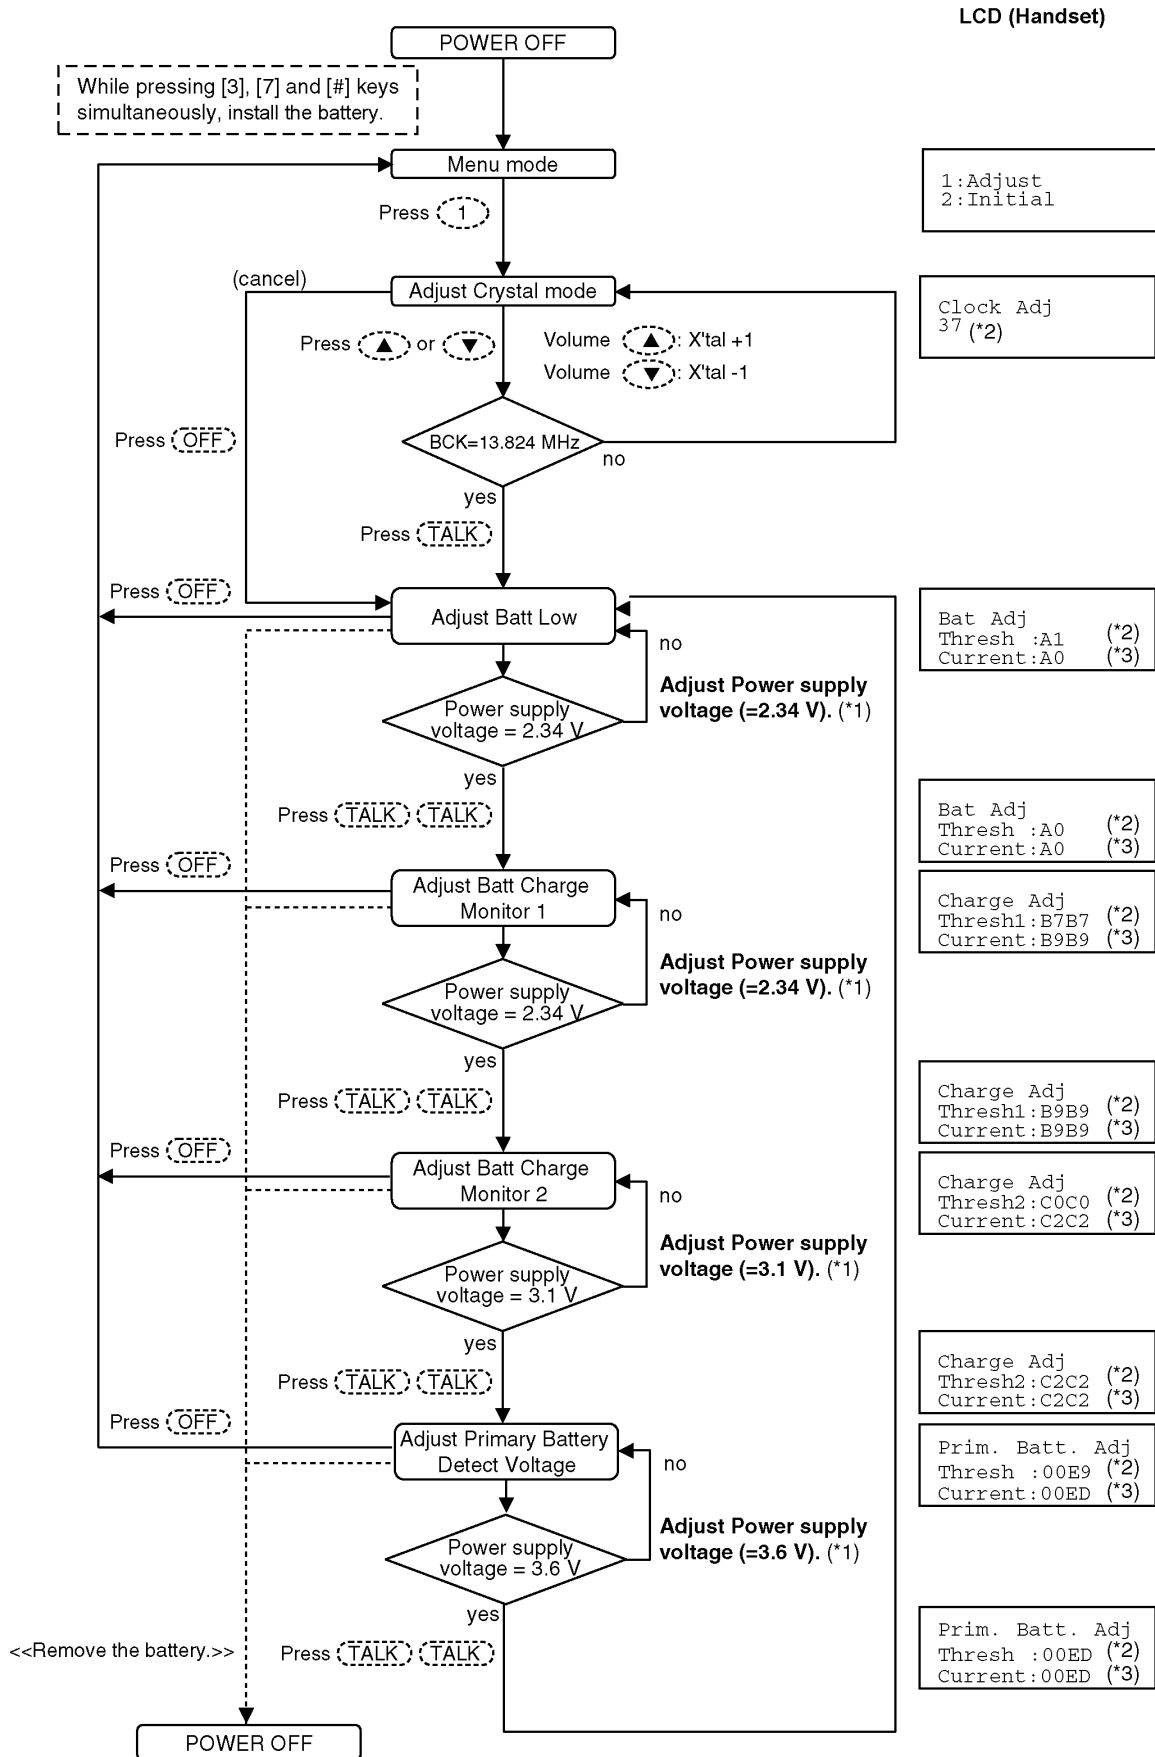 LCD (Handset)
POWER OFF
While pressing [3], [7] and [#] keys
simultaneously, install the battery.
Menu mode
1:Adjust
2:Initial
Press 1
(cancel)
Adjust Crystal mode
Clock Adj
37 (*2)
Press ▲ or ▼
Volume ▲: X'tal +1
Volume ▼: X'tal -1
Press OFF
BCK=13.824 MHz
no
yes
Press TALK
Press OFF
Adjust Batt Low
Bat Adj
Thresh :A1 (*2)
Current:A0 (*3)
no
Adjust Power supply
voltage (=2.34 V). (*1)
Power supply
voltage = 2.34 V
yes
Press TALK TALK
Bat Adj
Thresh :A0 (*2)
Current:A0 (*3)
Press OFF
Adjust Batt Charge
Monitor 1
Charge Adj
Thresh1:B7B7 (*2)
Current:B9B9 (*3)
no
Adjust Power supply
voltage (=2.34 V). (*1)
Power supply
voltage = 2.34 V
yes
Press TALK TALK
Charge Adj
Thresh1:B9B9 (*2)
Current:B9B9 (*3)
Press OFF
Adjust Batt Charge
Monitor 2
Charge Adj
Thresh2:C0C0 (*2)
Current:C2C2 (*3)
no
Adjust Power supply
voltage (=3.1 V). (*1)
Power supply
voltage = 3.1 V
yes
Press TALK TALK
Charge Adj
Thresh2:C2C2 (*2)
Current:C2C2 (*3)
Press OFF
Adjust Primary Battery
Detect Voltage
Prim. Batt. Adj
Thresh :00E9 (*2)
Current:00ED (*3)
no
Adjust Power supply
voltage (=3.6 V). (*1)
Power supply
voltage = 3.6 V
yes
<<Remove the battery.>>
Press TALK TALK
Prim. Batt. Adj
Thresh :00ED (*2)
Current:00ED (*3)
POWER OFF